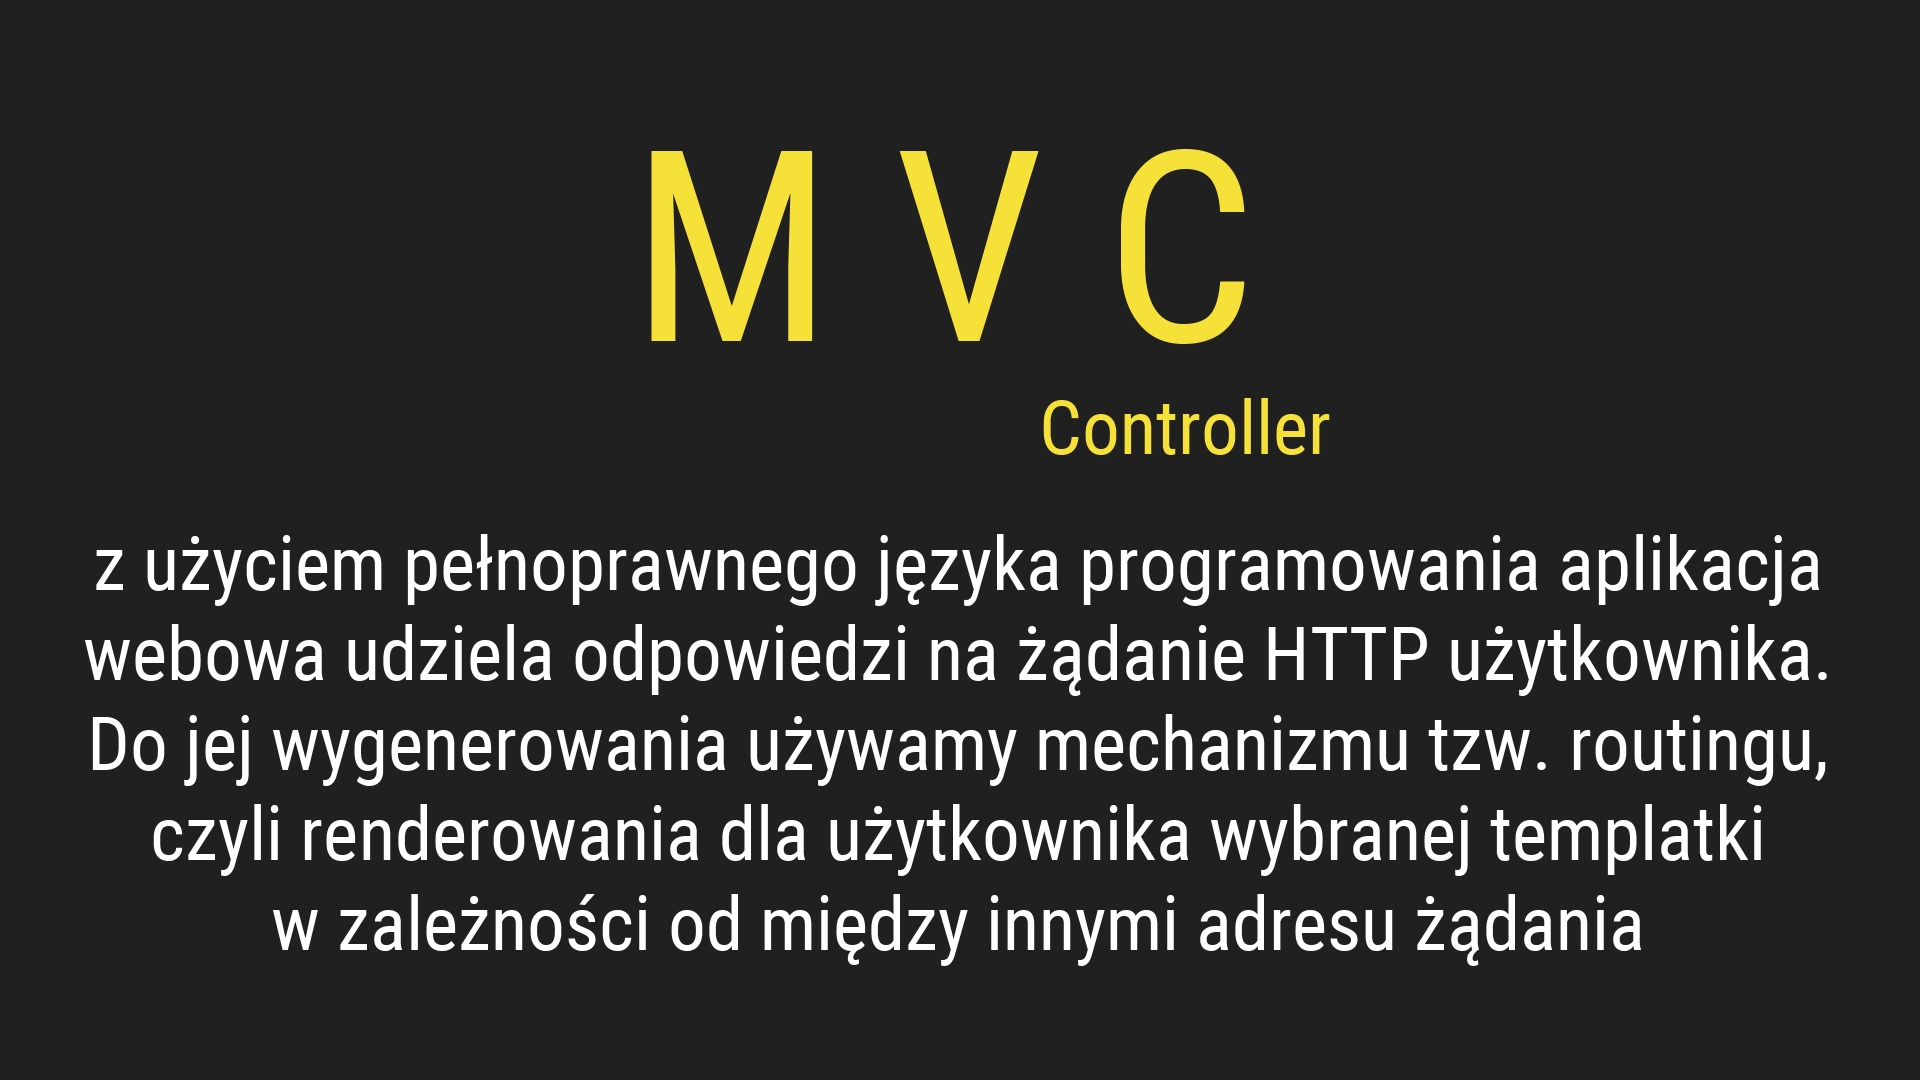 M V C
Controller
z użyciem pełnoprawnego języka programowania aplikacja
webowa udziela odpowiedzi na żądanie HTTP użytkownika.
Do jej wygenerowania używamy mechanizmu tzw. routingu,
czyli renderowania dla użytkownika wybranej templatki
w zależności od między innymi adresu żądania